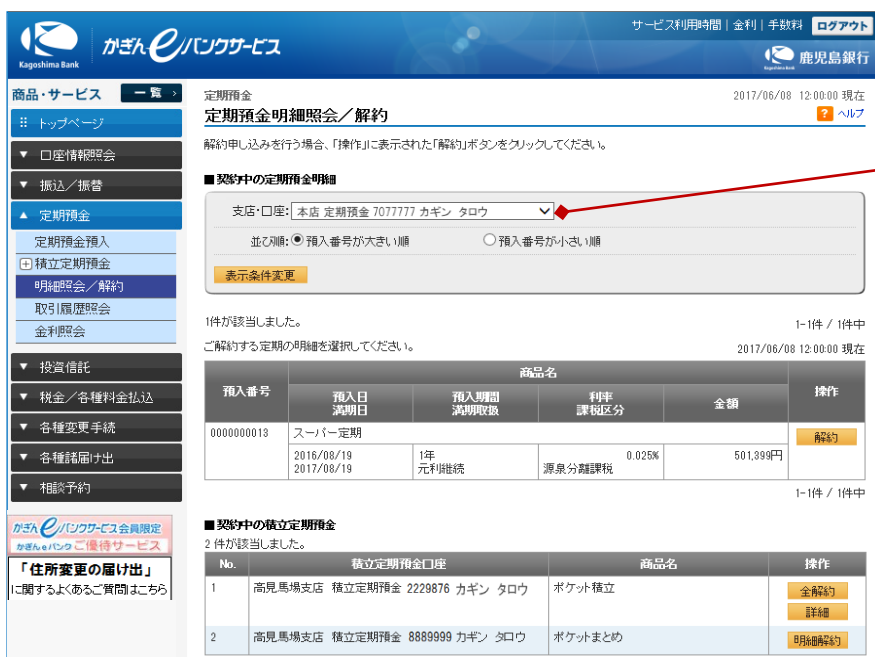 サービス利用時間 | 金利 | 手数料 ログアウト
Kagoshima Bank
かぎんeバンクサービス
鹿児島銀行
商品・サービス 一覧 >
トップページ
▼ 口座情報照会
▼ 振込／振替
▲ 定期預金
定期預金預入
+ 積立定期預金
明細照会／解約
取引履歴照会
金利照会
▼ 投資信託
▼ 税金／各種料金払込
▼ 各種変更手続
▼ 各種諸届け出
▼ 相談予約
かぎんeバンクサービス会員限定
かぎんeバンクご優待サービス
「住所変更の届け出」
に関するよくあるご質問はこちら
定期預金
2017/06/08 12:00:00 現在
定期預金明細照会／解約
? ヘルプ
解約申し込みを行う場合、「操作」に表示された「解約」ボタンをクリックしてください。
■契約中の定期預金明細
支店・口座: 本店 定期預金 7077777 カギン タロウ
並び順: 預入番号が大きい順 預入番号が小さい順
表示条件変更
1件が該当しました。
1-1件 / 1件中
ご解約する定期の明細を選択してください。
2017/06/08 12:00:00 現在
預入番号 商品名 操作
預入日 満期日 預入期間 満期取扱 利率 課税区分 金額
0000000013 スーパー定期 解約
2016/08/19 1年 0.025% 501,399円
2017/08/19 元利継続 源泉分離課税
1-1件 / 1件中
■契約中の積立定期預金
2 件が該当しました。
No. 積立定期預金口座 商品名 操作
1 高見馬場支店 積立定期預金 2229876 カギン タロウ ポケット積立 全解約
詳細
2 高見馬場支店 積立定期預金 8889999 カギン タロウ ポケットまとめ 明細解約